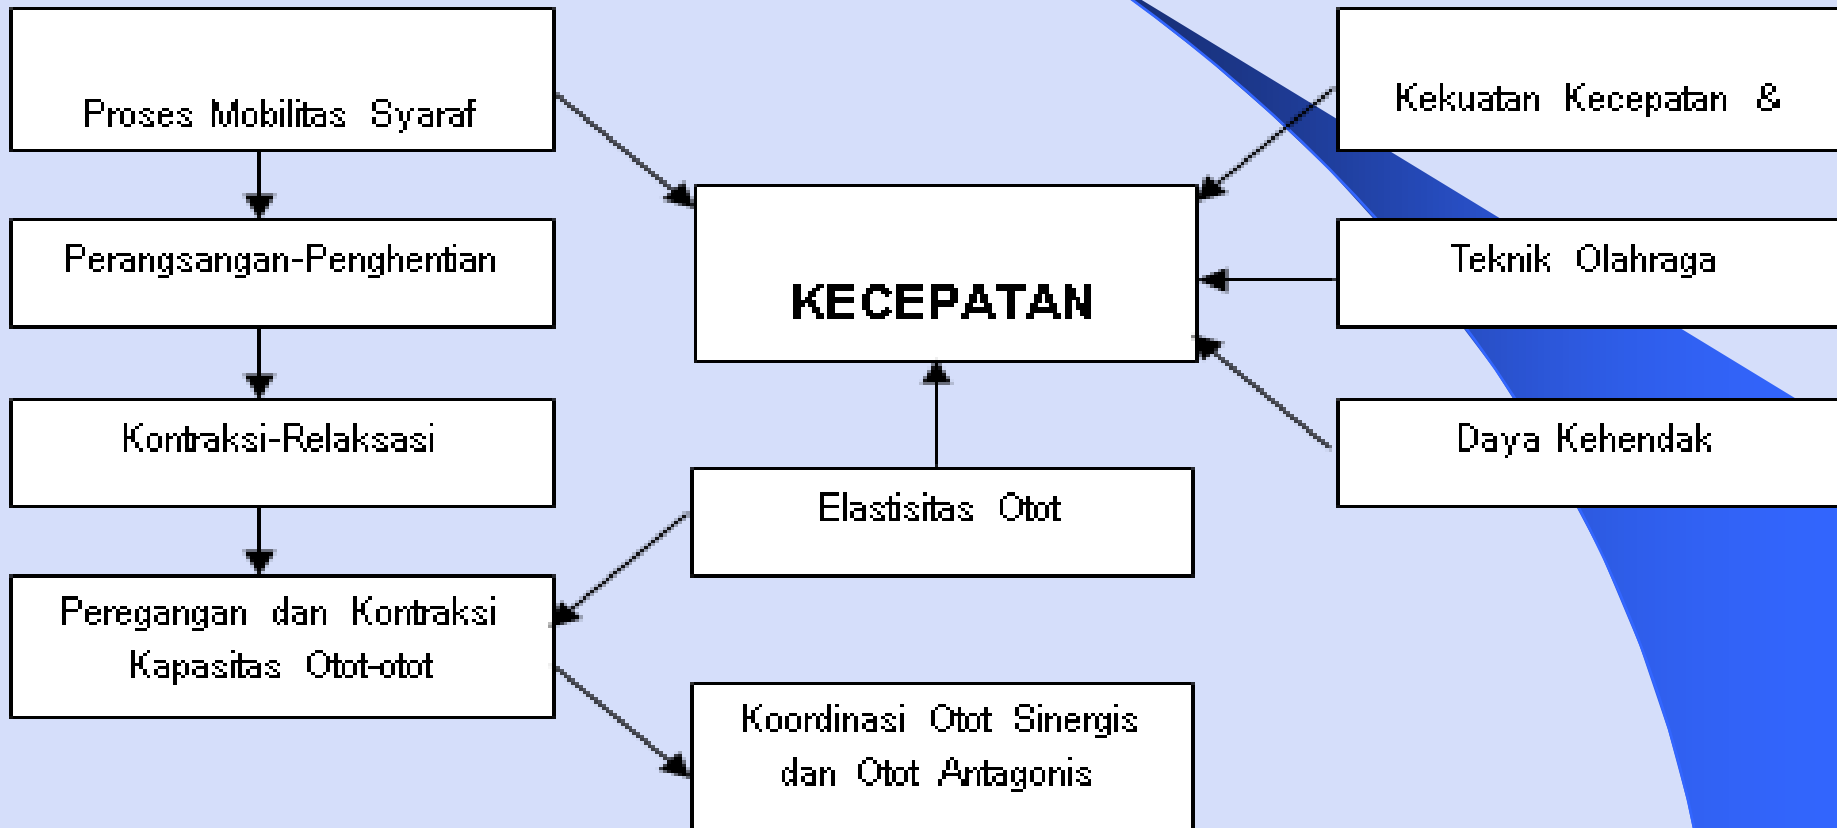 Proses Mobilitas Syaraf
Perangsangan-Penghentian
Kontraksi-Relaksasi
Peregangan dan Kontraksi
Kapasitas Otot-otot
KECEPATAN
Elastisitas Otot
Koordinasi Otot Sinergis
dan Otot Antagonis
Kekuatan Kecepatan &
Teknik Olahraga
Daya Kehendak